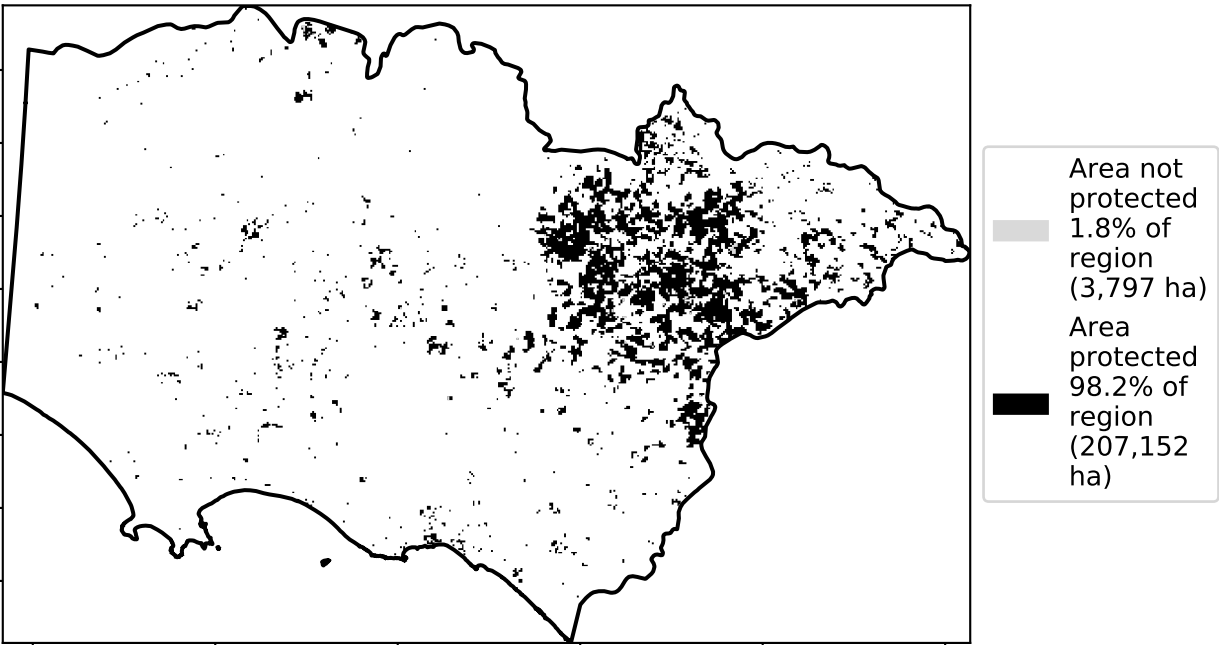 Area not
protected
1.8% of
region
(3,797 ha)
Area
protected
98.2% of
region
(207,152
ha)